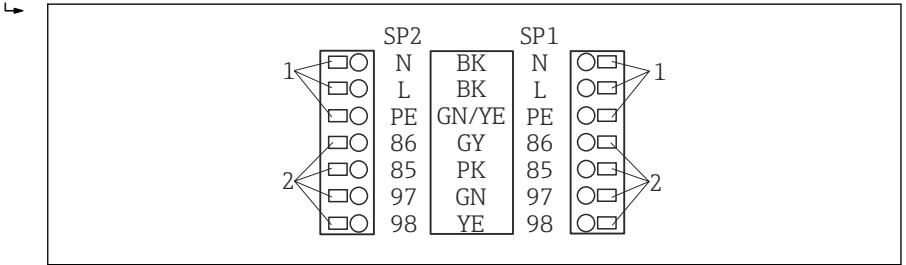 SP2 SP1
1 N BK N 1
L BK L
PE GN/YE PE
86 GY 86
2 85 PK 85 2
97 GN 97
98 YE 98